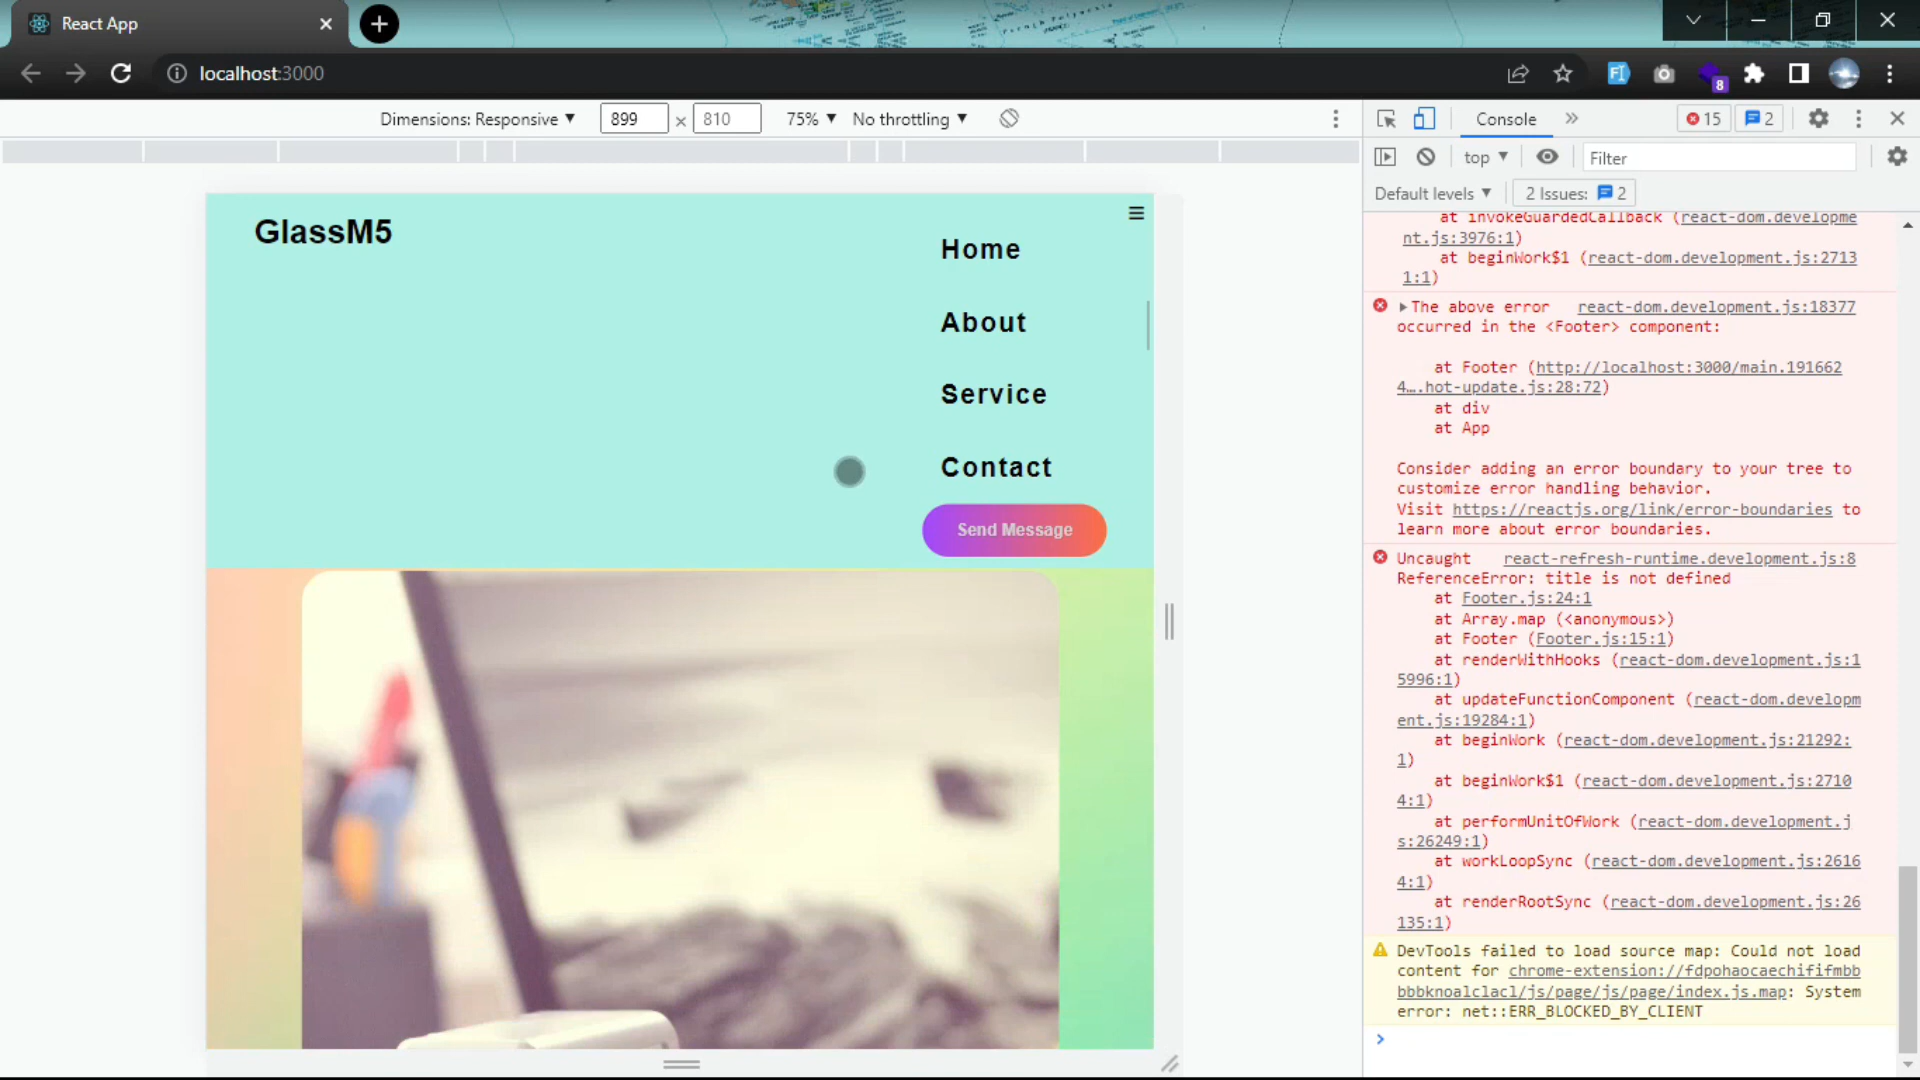 React App
localhost:3000
8
Dimensions: Responsive ▼ 899 × 810 75% ▼ No throttling ▼
Console » 15 2
top ▼ Filter
Default levels ▼ 2 Issues: 2
GlassM5
Home
About
Service
Contact
Send Message
at invokeGuardedCallback (react-dom.developme
nt.js:3976:1)
at beginWork$1 (react-dom.development.js:2713
1:1)
▶The above error react-dom.development.js:18377
occurred in the <Footer> component:
at Footer (http://localhost:3000/main.191662
4….hot-update.js:28:72)
at div
at App
Consider adding an error boundary to your tree to
customize error handling behavior.
Visit https://reactjs.org/link/error-boundaries to
learn more about error boundaries.
Uncaught react-refresh-runtime.development.js:8
ReferenceError: title is not defined
at Footer.js:24:1
at Array.map (<anonymous>)
at Footer (Footer.js:15:1)
at renderWithHooks (react-dom.development.js:1
5996:1)
at updateFunctionComponent (react-dom.developm
ent.js:19284:1)
at beginWork (react-dom.development.js:21292:
1)
at beginWork$1 (react-dom.development.js:2710
4:1)
at performUnitOfWork (react-dom.development.j
s:26249:1)
at workLoopSync (react-dom.development.js:2616
4:1)
at renderRootSync (react-dom.development.js:26
135:1)
DevTools failed to load source map: Could not load
content for chrome-extension://fdpohaocaechififmbb
bbbknoalclacl/js/page/js/page/index.js.map: System
error: net::ERR_BLOCKED_BY_CLIENT